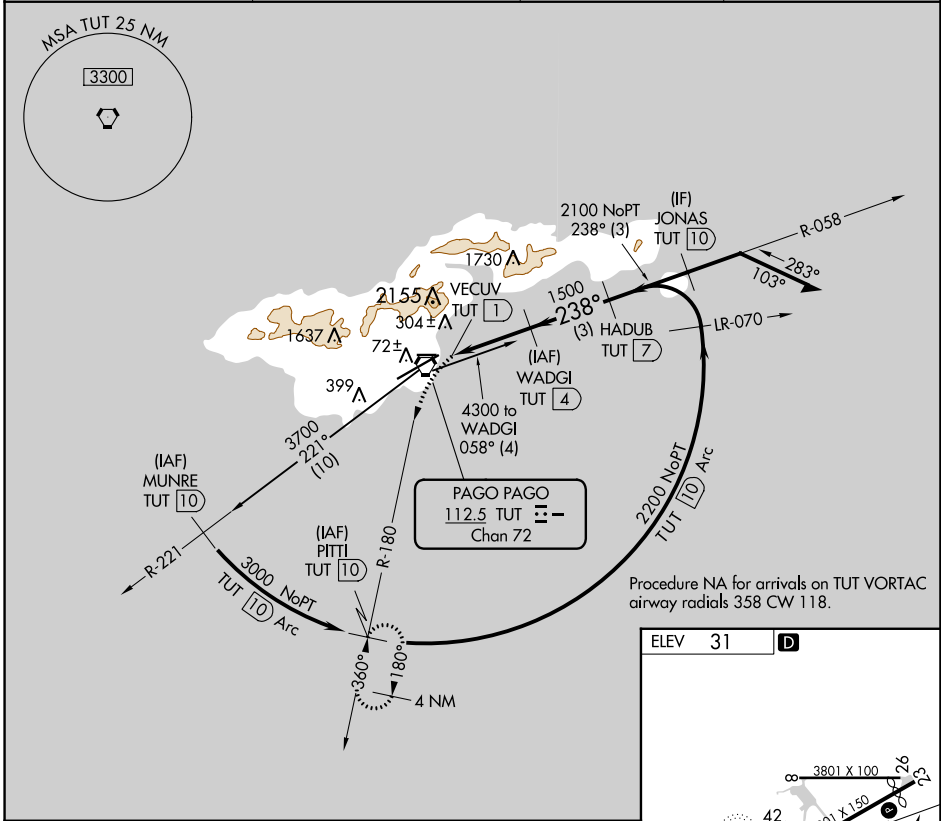 MSA TUT 25 NM
3300
2100 NoPT
238° (3)
(IF)
JONAS
TUT 10
R-058
283°
103°
1730
2155
VECUV
TUT 1
304±
1500
238°
(3)
HADUB
TUT 7
LR-070
1637
72±
(IAF)
WADGI
TUT 4
399
4300 to
WADGI
058° (4)
3700
221°
(10)
(IAF)
MUNRE
TUT 10
PAGO PAGO
112.5 TUT
Chan 72
2200 NoPT
TUT 10 Arc
(IAF)
PITTI
TUT 10
R-180
R-221
3000 NoPT
TUT 10 Arc
Procedure NA for arrivals on TUT VORTAC
airway radials 358 CW 118.
360°
180°
4 NM
ELEV 31 D
8
3801 X 100
26
23
01 X 150
P
42